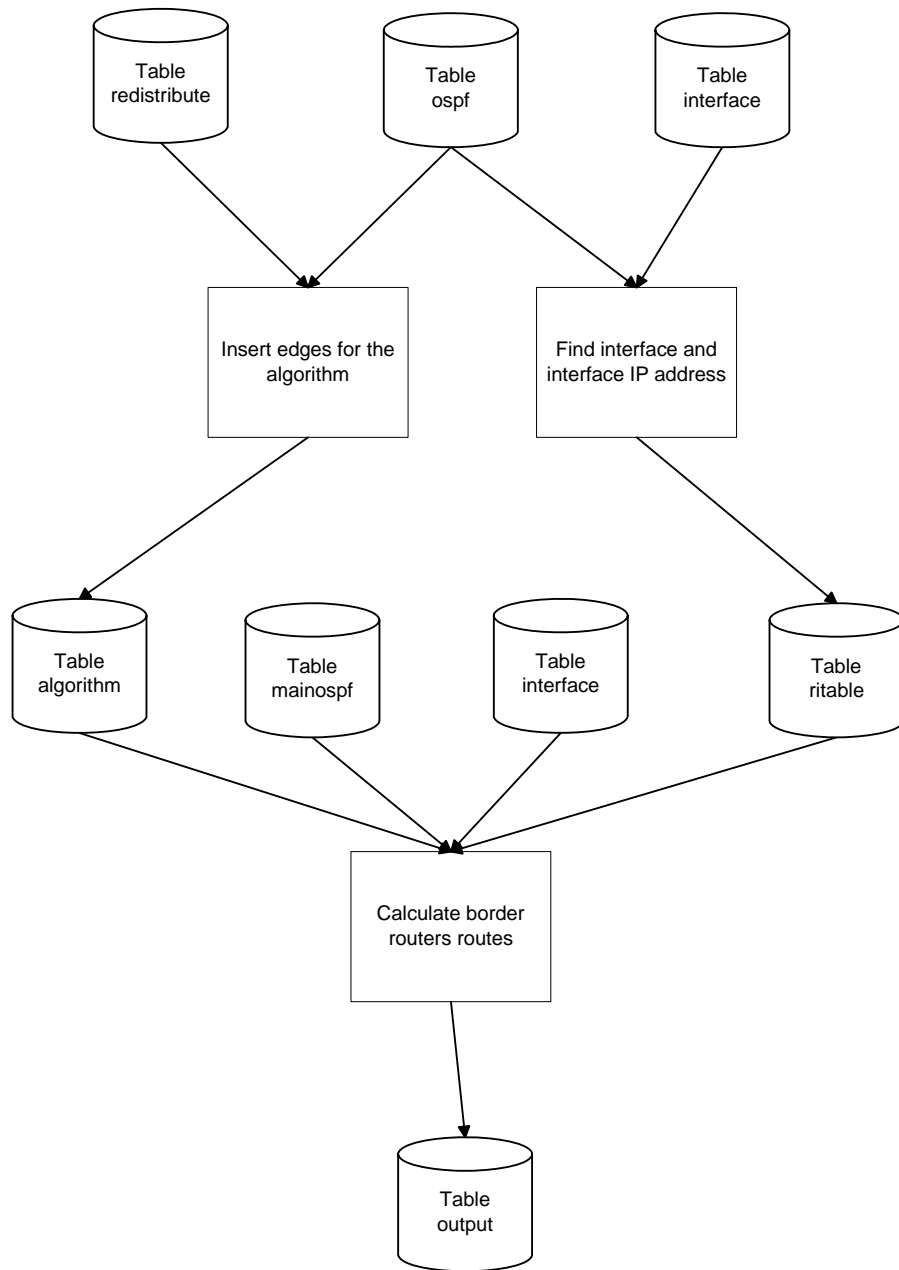 Table
redistribute
Table
ospf
Table
interface
Insert edges for the
algorithm
Find interface and
interface IP address
Table
algorithm
Table
mainospf
Table
interface
Table
ritable
Calculate border
routers routes
Table
output